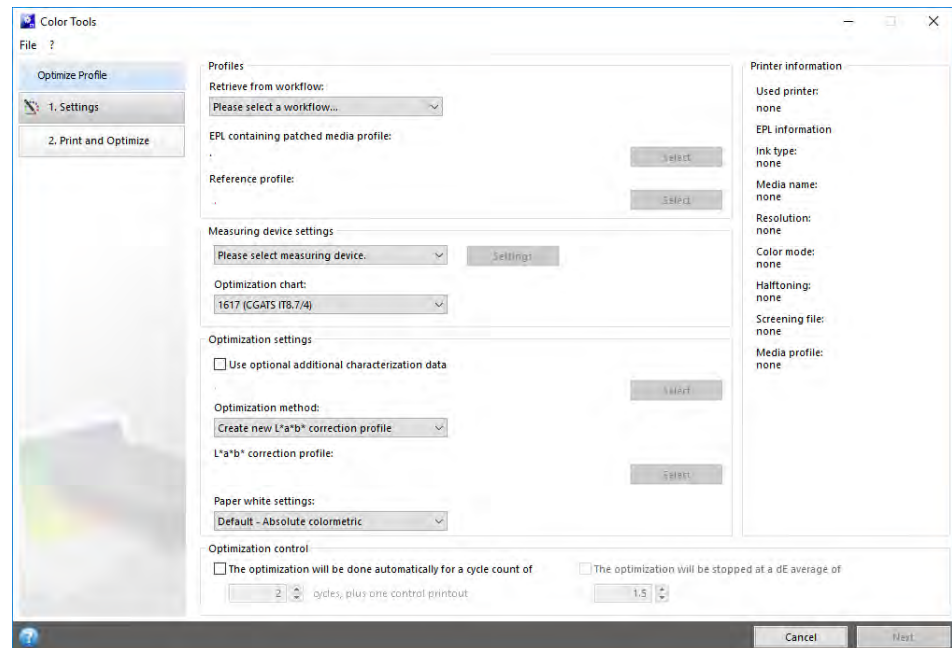 Color Tools
File ?
Optimize Profile
1. Settings
2. Print and Optimize
Profiles
Retrieve from workflow:
Please select a workflow...
EPL containing patched media profile:
Select
Reference profile:
Select
Measuring device settings
Please select measuring device.
Settings
Optimization chart:
1617 (CGATS IT8.7/4)
Optimization settings
Use optional additional characterization data
Select
Optimization method:
Create new L*a*b* correction profile
L*a*b* correction profile:
Select
Paper white settings:
Default - Absolute colormetric
Optimization control
The optimization will be done automatically for a cycle count of
2 cycles, plus one control printout
The optimization will be stopped at a dE average of
1.5
Printer information
Used printer:
none
EPL information
Ink type:
none
Media name:
none
Resolution:
none
Color mode:
none
Halftoning:
none
Screening file:
none
Media profile:
none
?
Cancel
Next